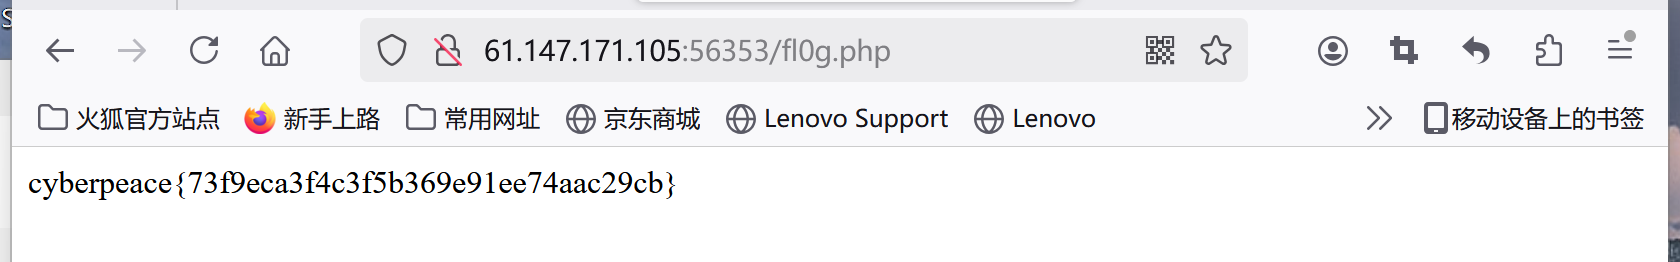 S
61.147.171.105:56353/fl0g.php
火狐官方站点 新手上路 常用网址 京东商城 Lenovo Support Lenovo 移动设备上的书签
cyberpeace{73f9eca3f4c3f5b369e91ee74aac29cb}